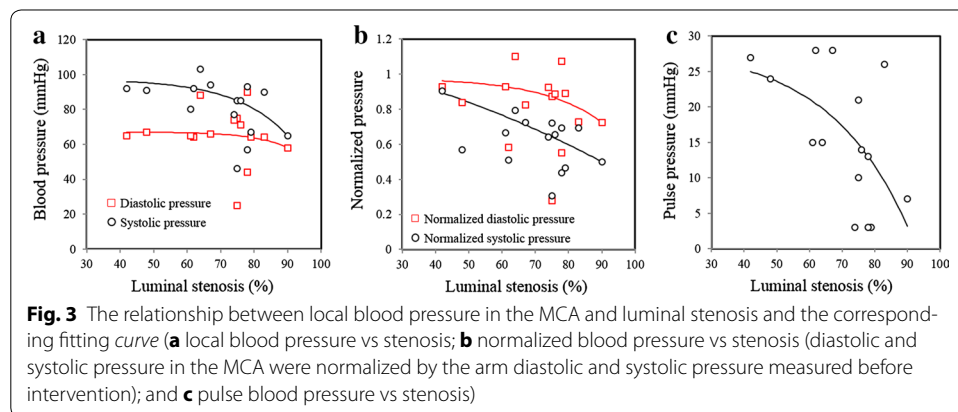 a
b
c
120
100
80
60
40
20
0
Blood pressure (mmHg)
Diastolic pressure
Systolic pressure
30 40 50 60 70 80 90 100
Luminal stenosis (%)
1.2
1
0.8
0.6
0.4
0.2
0
Normalized pressure
Normalized diastolic pressure
Normalized systolic pressure
30 40 50 60 70 80 90 100
Luminal stenosis (%)
30
25
20
15
10
5
0
Pulse pressure (mmHg)
30 40 50 60 70 80 90 100
Luminal stenosis (%)
Fig. 3 The relationship between local blood pressure in the MCA and luminal stenosis and the correspond-
ing fitting curve (a local blood pressure vs stenosis; b normalized blood pressure vs stenosis (diastolic and
systolic pressure in the MCA were normalized by the arm diastolic and systolic pressure measured before
intervention); and c pulse blood pressure vs stenosis)